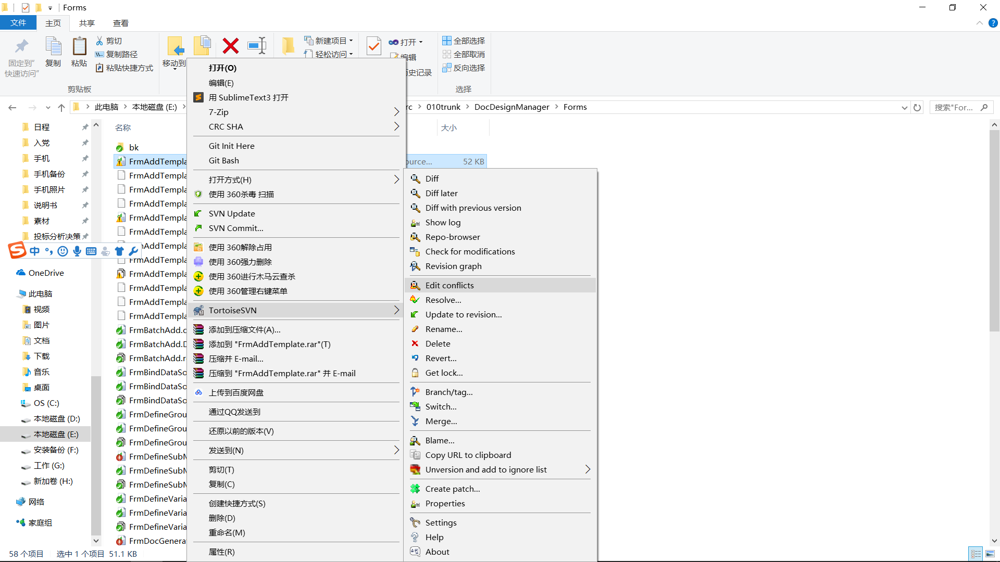 Forms
文件 主页 共享 查看
固定到"快速访问"
复制
粘贴
剪切
复制路径
粘贴快捷方式
剪贴板
移动到
新建项目
轻松访问
打开
编辑
历史记录
全部选择
全部取消
反向选择
选择
此电脑 本地磁盘 (E:)
rc 010trunk DocDesignManager Forms
搜索"For...
日程
入党
手机
手机备份
手机照片
说明书
素材
投标分析决策
中
OneDrive
此电脑
视频
图片
文档
下载
音乐
桌面
OS (C:)
本地磁盘 (D:)
本地磁盘 (E:)
安装备份 (F:)
工作 (G:)
新加卷 (H:)
网络
家庭组
名称 大小
bk
FrmAddTempla ource... 52 KB
FrmAddTempla
FrmAddTempla
FrmAddTempla
FrmAddTempla
FrmAddTempla
FrmAddTempla
FrmAddTempla
FrmAddTempla
FrmAddTempla
FrmAddTempla
FrmAddTempla
FrmBatchAdd.c
FrmBatchAdd.D
FrmBatchAdd.r
FrmBindDataSo
FrmBindDataSo
FrmBindDataSo
FrmDefineGrou
FrmDefineGrou
FrmDefineGrou
FrmDefineSubM
FrmDefineSubM
FrmDefineSubM
FrmDefineVaria
FrmDefineVaria
FrmDefineVaria
FrmDocGenera
打开(O)
编辑(E)
用 SublimeText3 打开
7-Zip
CRC SHA
Git Init Here
Git Bash
打开方式(H)
使用 360杀毒 扫描
SVN Update
SVN Commit...
使用 360解除占用
使用 360强力删除
使用 360进行木马云查杀
使用 360管理右键菜单
TortoiseSVN
添加到压缩文件(A)...
添加到 "FrmAddTemplate.rar"(T)
压缩并 E-mail...
压缩到 "FrmAddTemplate.rar" 并 E-mail
上传到百度网盘
通过QQ发送到
还原以前的版本(V)
发送到(N)
剪切(T)
复制(C)
创建快捷方式(S)
删除(D)
重命名(M)
属性(R)
Diff
Diff later
Diff with previous version
Show log
Repo-browser
Check for modifications
Revision graph
Edit conflicts
Resolve...
Update to revision...
Rename...
Delete
Revert...
Get lock...
Branch/tag...
Switch...
Merge...
Blame...
Copy URL to clipboard
Unversion and add to ignore list
Create patch...
Properties
Settings
Help
About
58 个项目 选中 1 个项目 51.1 KB